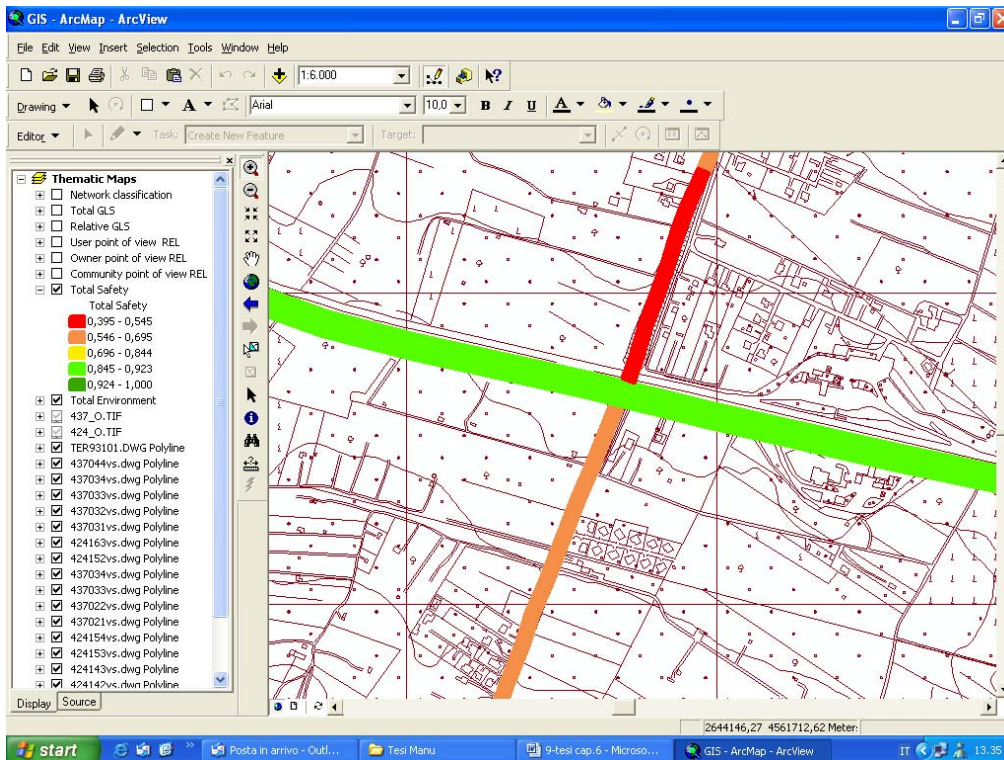 GIS - ArcMap - ArcView
File Edit View Insert Selection Tools Window Help
1:6.000
Drawing A Arial 10,0 B I U A
Editor Task: Create New Feature Target:
Thematic Maps
Network classification
Total GLS
Relative GLS
User point of view REL
Owner point of view REL
Community point of view REL
Total Safety
Total Safety
0,395 - 0,545
0,546 - 0,695
0,696 - 0,844
0,845 - 0,923
0,924 - 1,000
Total Environment
437_O.TIF
424_O.TIF
TER93101.DWG Polyline
437044vs.dwg Polyline
437034vs.dwg Polyline
437033vs.dwg Polyline
437032vs.dwg Polyline
437031vs.dwg Polyline
424163vs.dwg Polyline
424152vs.dwg Polyline
437034vs.dwg Polyline
437033vs.dwg Polyline
437022vs.dwg Polyline
437021vs.dwg Polyline
424154vs.dwg Polyline
424153vs.dwg Polyline
424143vs.dwg Polyline
424142vs.dwg Polyline
Display Source
2644146,27 4561712,62 Meter:
start Posta in arrivo - Outl... Tesi Manu 9-tesi cap.6 - Microso... GIS - ArcMap - ArcView IT 13.35